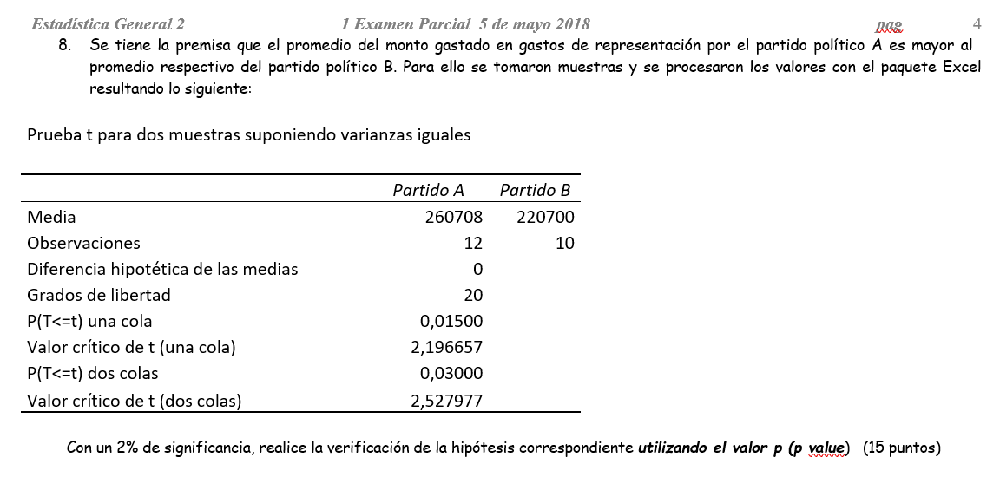 Estadística General 2 1 Examen Parcial 5 de mayo 2018 pag 4
8. Se tiene la premisa que el promedio del monto gastado en gastos de representación por el partido político A es mayor al
promedio respectivo del partido político B. Para ello se tomaron muestras y se procesaron los valores con el paquete Excel
resultando lo siguiente:
Prueba t para dos muestras suponiendo varianzas iguales
Partido A Partido B
Media 260708 220700
Observaciones 12 10
Diferencia hipotética de las medias 0
Grados de libertad 20
P(T<=t) una cola 0,01500
Valor crítico de t (una cola) 2,196657
P(T<=t) dos colas 0,03000
Valor crítico de t (dos colas) 2,527977
Con un 2% de significancia, realice la verificación de la hipótesis correspondiente utilizando el valor p (p value) (15 puntos)